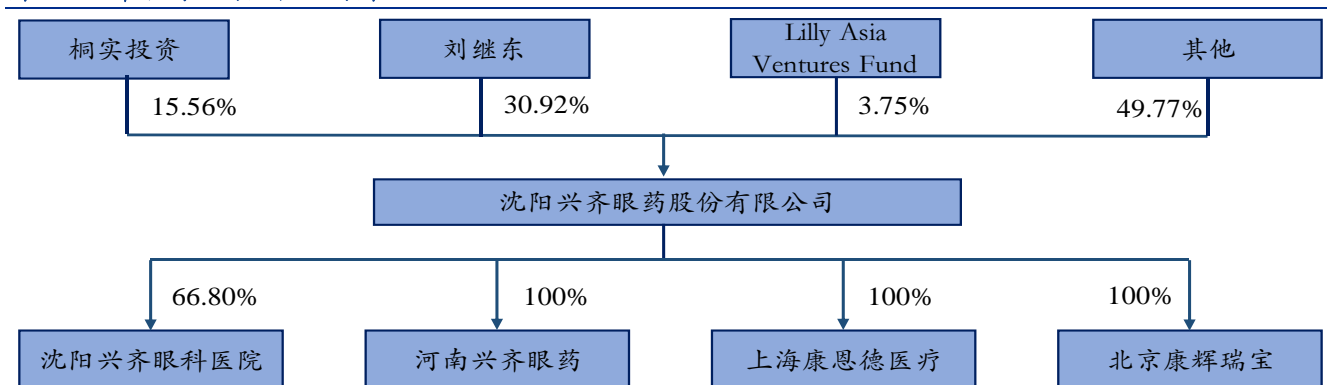 桐实投资
刘继东
Lilly Asia
Ventures Fund
其他
15.56%
30.92%
3.75%
49.77%
沈阳兴齐眼药股份有限公司
66.80%
100%
100%
100%
沈阳兴齐眼科医院
河南兴齐眼药
上海康恩德医疗
北京康辉瑞宝